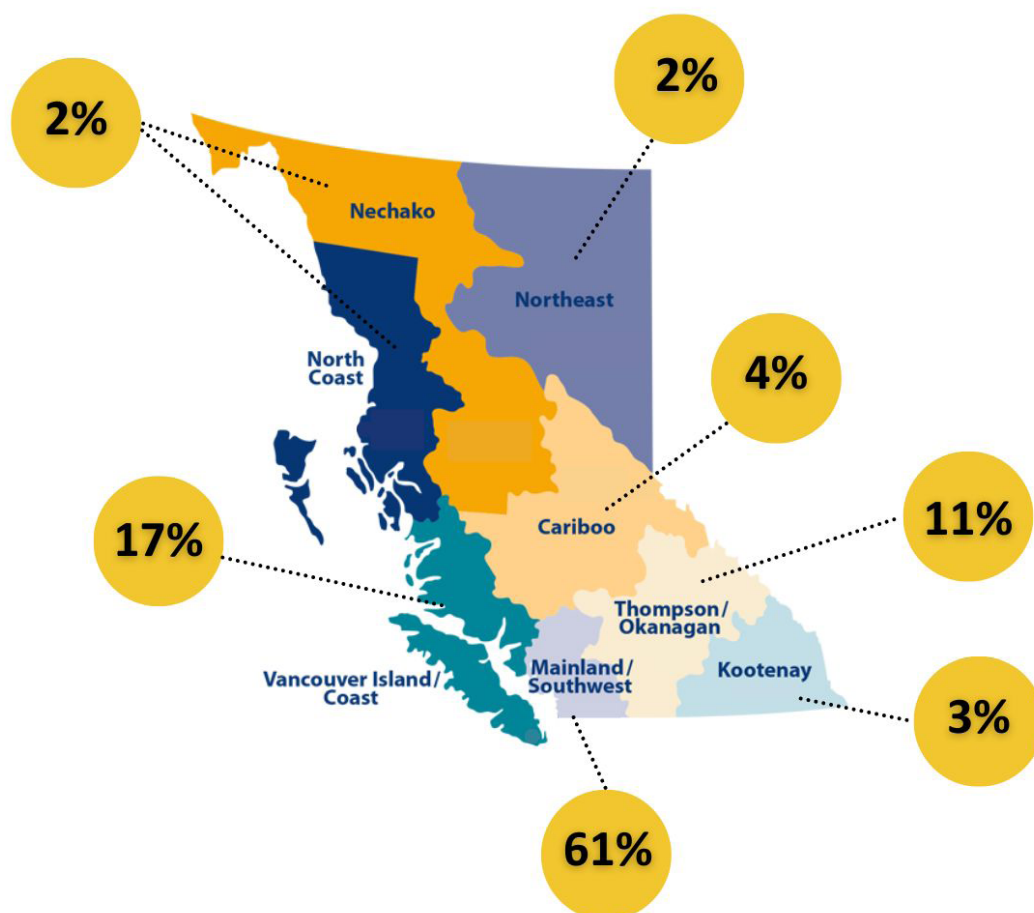 2%
2%
Nechako
Northeast
North
Coast
4%
17%
11%
Cariboo
Thompson/
Okanagan
Vancouver Island/
Coast
Mainland/
Southwest
Kootenay
3%
61%